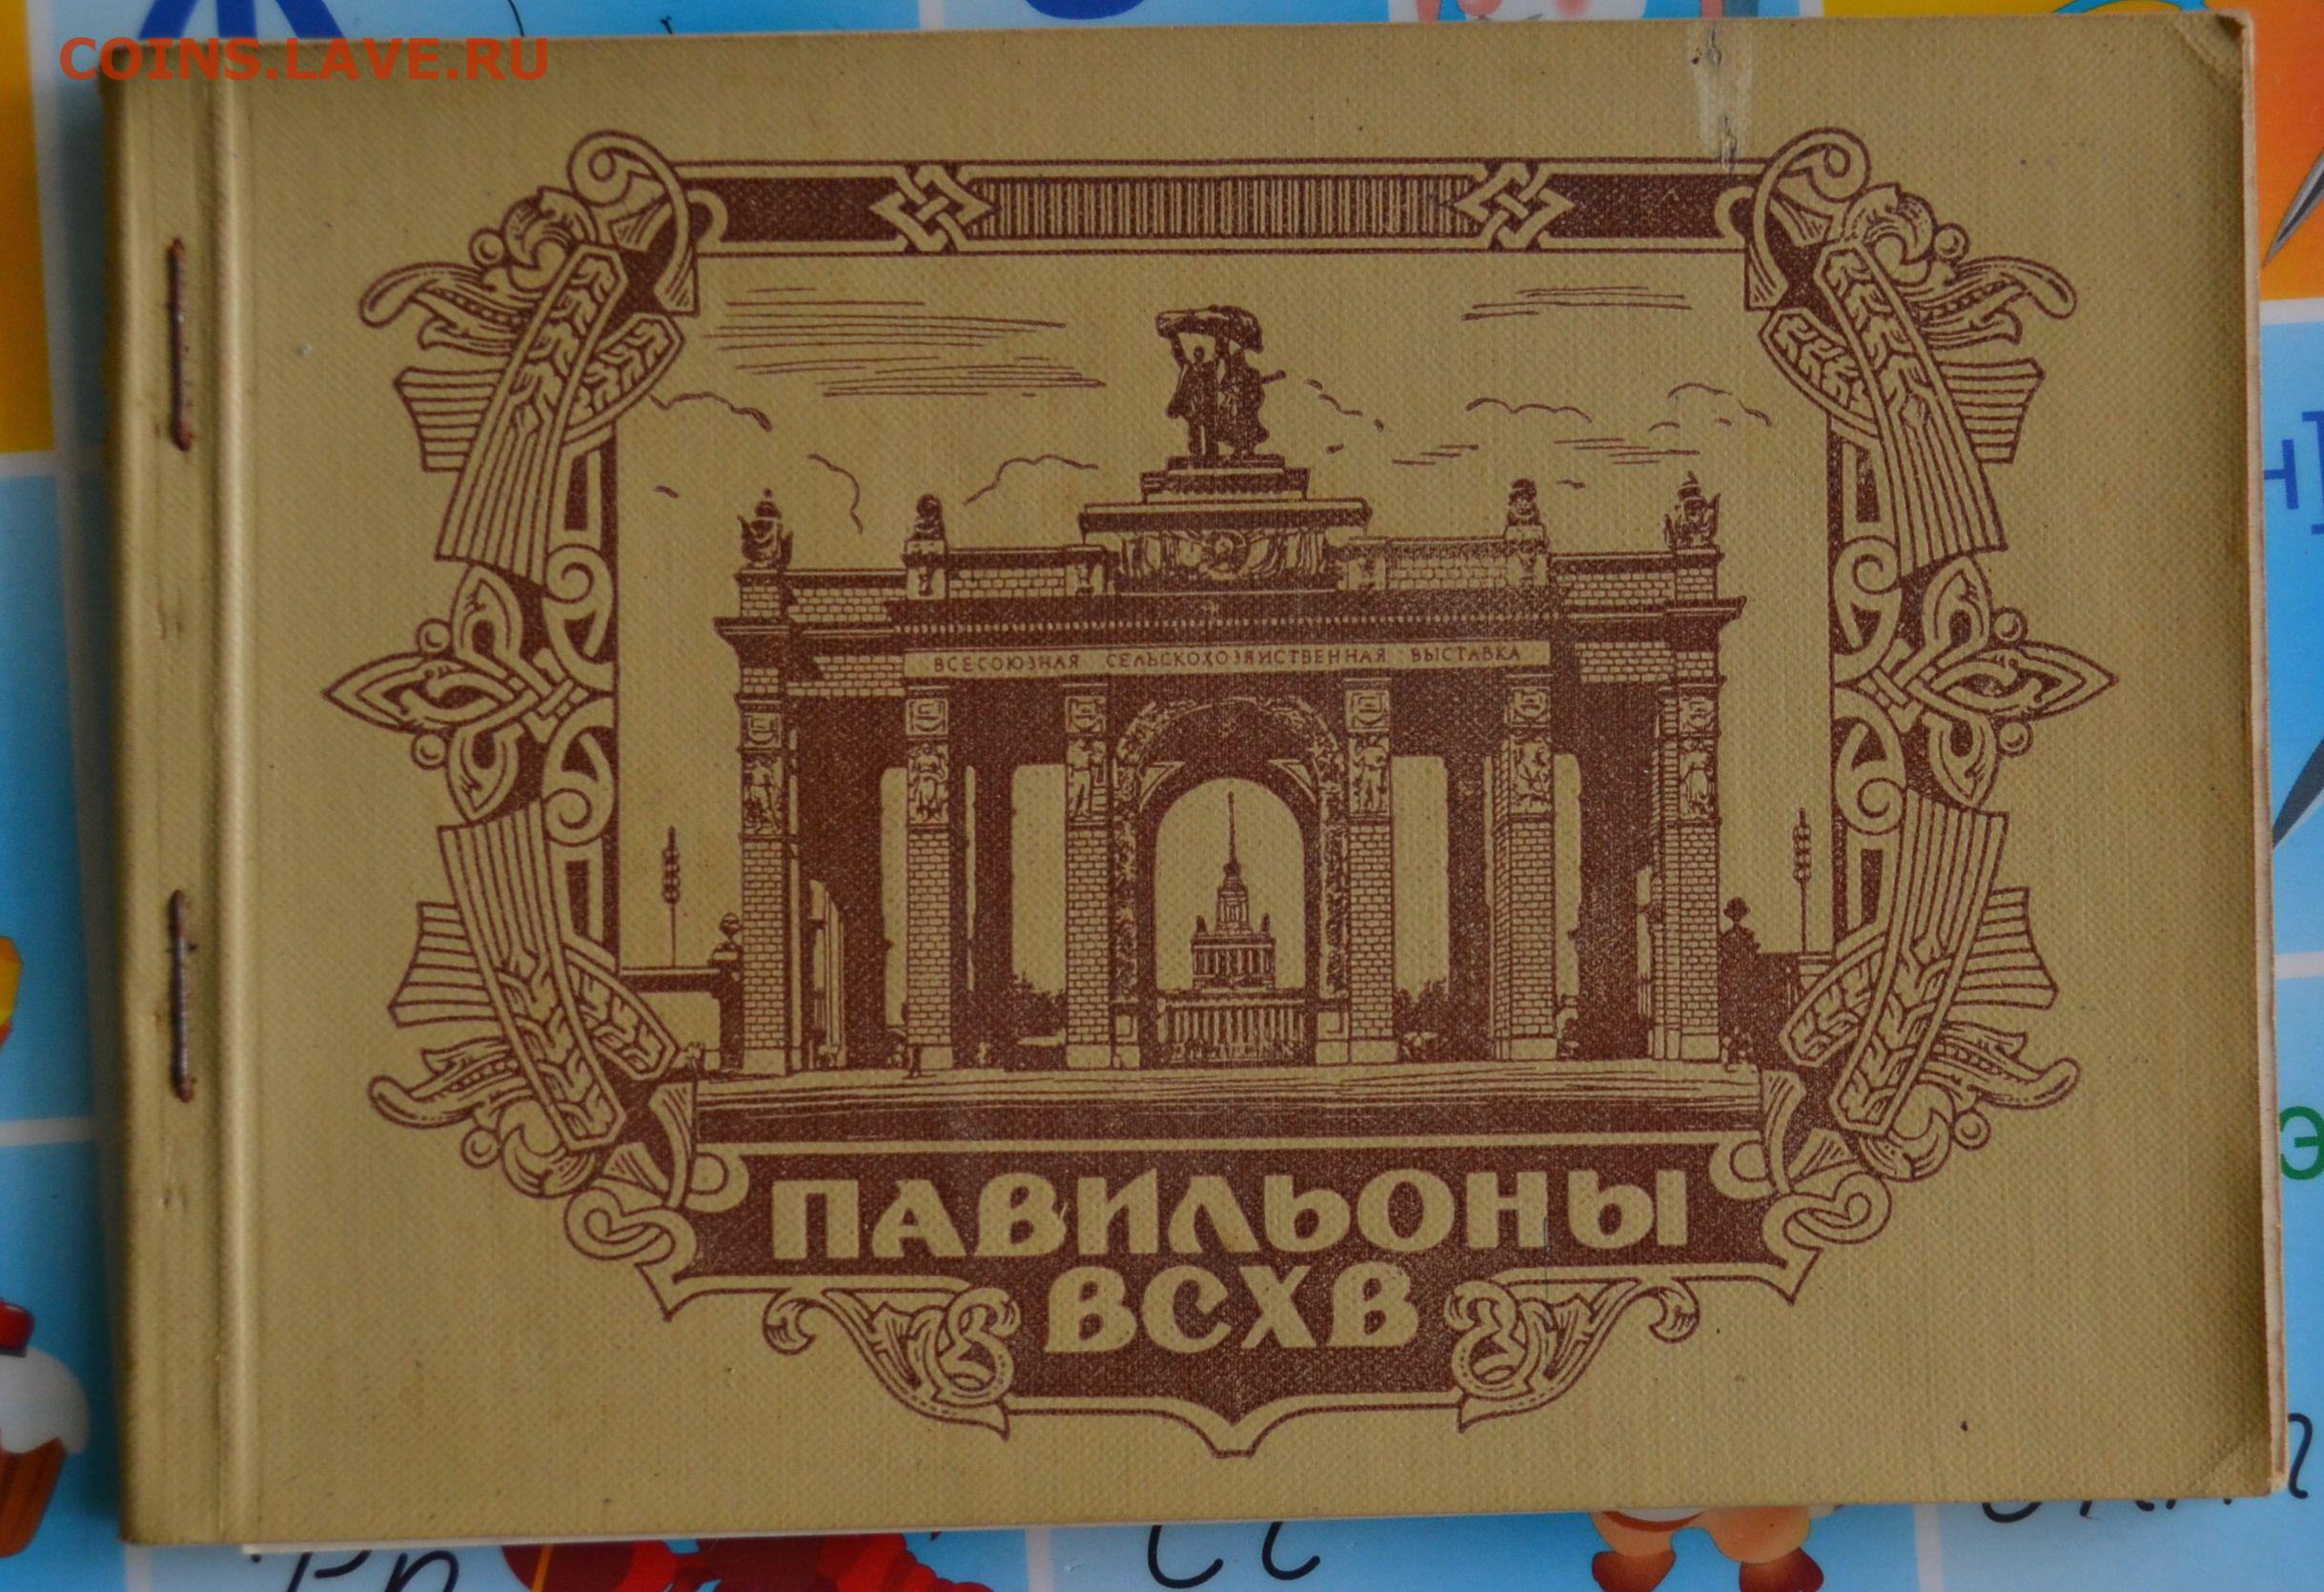 COINS.LAVE.RU
ВСЕСОЮЗНАЯ СЕЛЬСКОХОЗЯЙСТВЕННАЯ ВЫСТАВКА
ПАВИЛЬОНЫ
ВСХВ